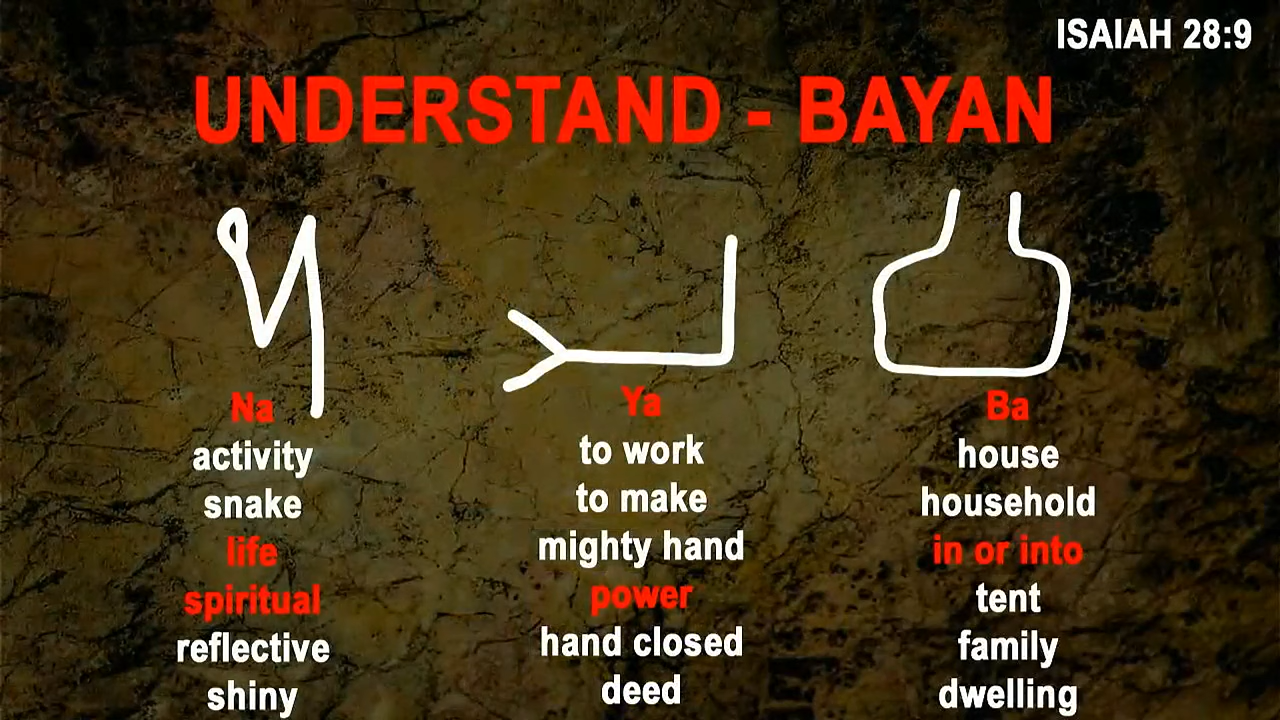 ISAIAH 28:9
UNDERSTAND - BAYAN
Na
activity
snake
life
spiritual
reflective
shiny
Ya
to work
to make
mighty hand
power
hand closed
deed
Ba
house
household
in or into
tent
family
dwelling